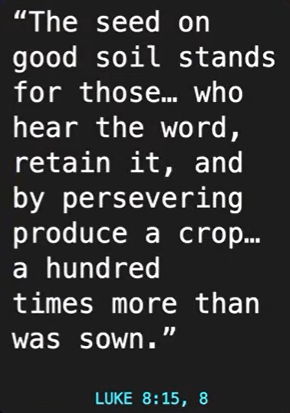 “The seed on
good soil stands
for those… who
hear the word,
retain it, and
by persevering
produce a crop…
a hundred
times more than
was sown.”
LUKE 8:15, 8